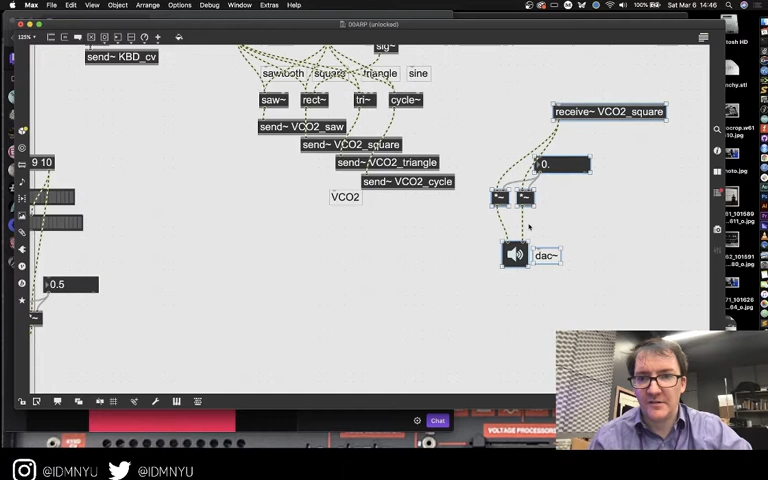 Max File Edit View Object Arrange Options Debug Window Extras Help
100% Sat Mar 6 14:46
00ARP (unlocked)
125%
sig~
send~ KBD_cv
sawtooth square triangle sine
saw~ rect~ tri~ cycle~
send~ VCO2_saw
send~ VCO2_square
send~ VCO2_triangle
send~ VCO2_cycle
VCO2
receive~ VCO2_square
0.
*~ *~
dac~
9 10
0.5
Chat
VOLTAGE PROCESSORS
@IDMNYU @IDMNYU